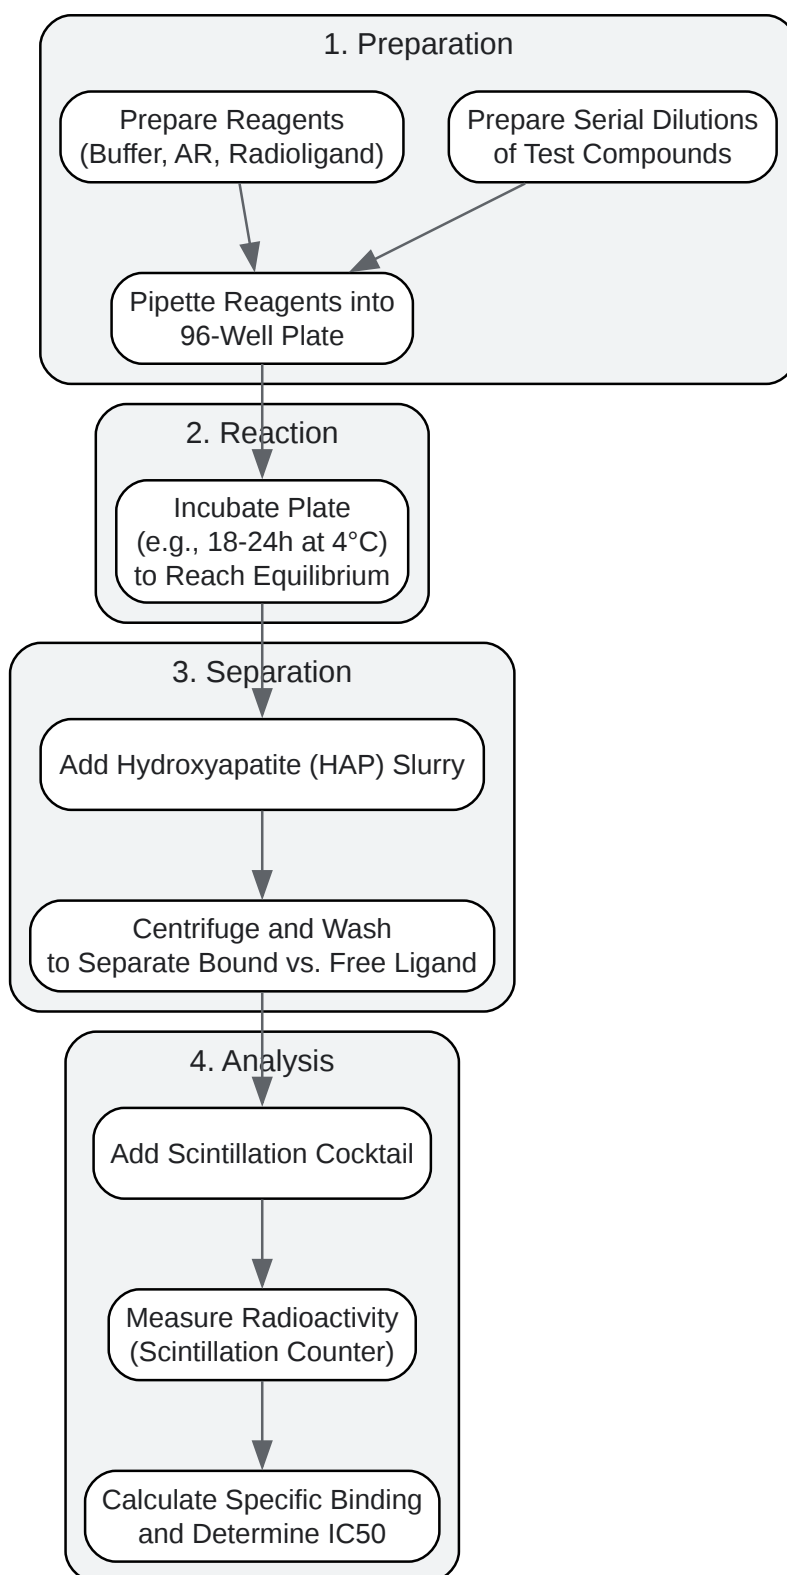 1. Preparation
Prepare Reagents
(Buffer, AR, Radioligand)
Prepare Serial Dilutions
of Test Compounds
Pipette Reagents into
96-Well Plate
2. Reaction
Incubate Plate
(e.g., 18-24h at 4°C)
to Reach Equilibrium
3. Separation
Add Hydroxyapatite (HAP) Slurry
Centrifuge and Wash
to Separate Bound vs. Free Ligand
4. Analysis
Add Scintillation Cocktail
Measure Radioactivity
(Scintillation Counter)
Calculate Specific Binding
and Determine IC50